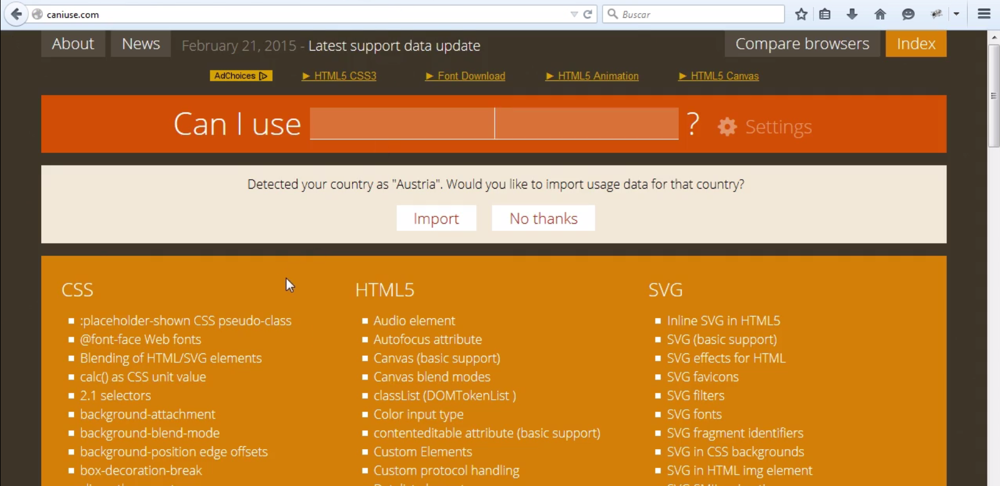 caniuse.com
Buscar
About News February 21, 2015 - Latest support data update Compare browsers Index
AdChoices ► HTML5 CSS3 ► Font Download ► HTML5 Animation ► HTML5 Canvas
Can I use ? Settings
Detected your country as "Austria". Would you like to import usage data for that country?
Import No thanks
CSS
:placeholder-shown CSS pseudo-class
@font-face Web fonts
Blending of HTML/SVG elements
calc() as CSS unit value
2.1 selectors
background-attachment
background-blend-mode
background-position edge offsets
box-decoration-break
HTML5
Audio element
Autofocus attribute
Canvas (basic support)
Canvas blend modes
classList (DOMTokenList )
Color input type
contenteditable attribute (basic support)
Custom Elements
Custom protocol handling
SVG
Inline SVG in HTML5
SVG (basic support)
SVG effects for HTML
SVG favicons
SVG filters
SVG fonts
SVG fragment identifiers
SVG in CSS backgrounds
SVG in HTML img element